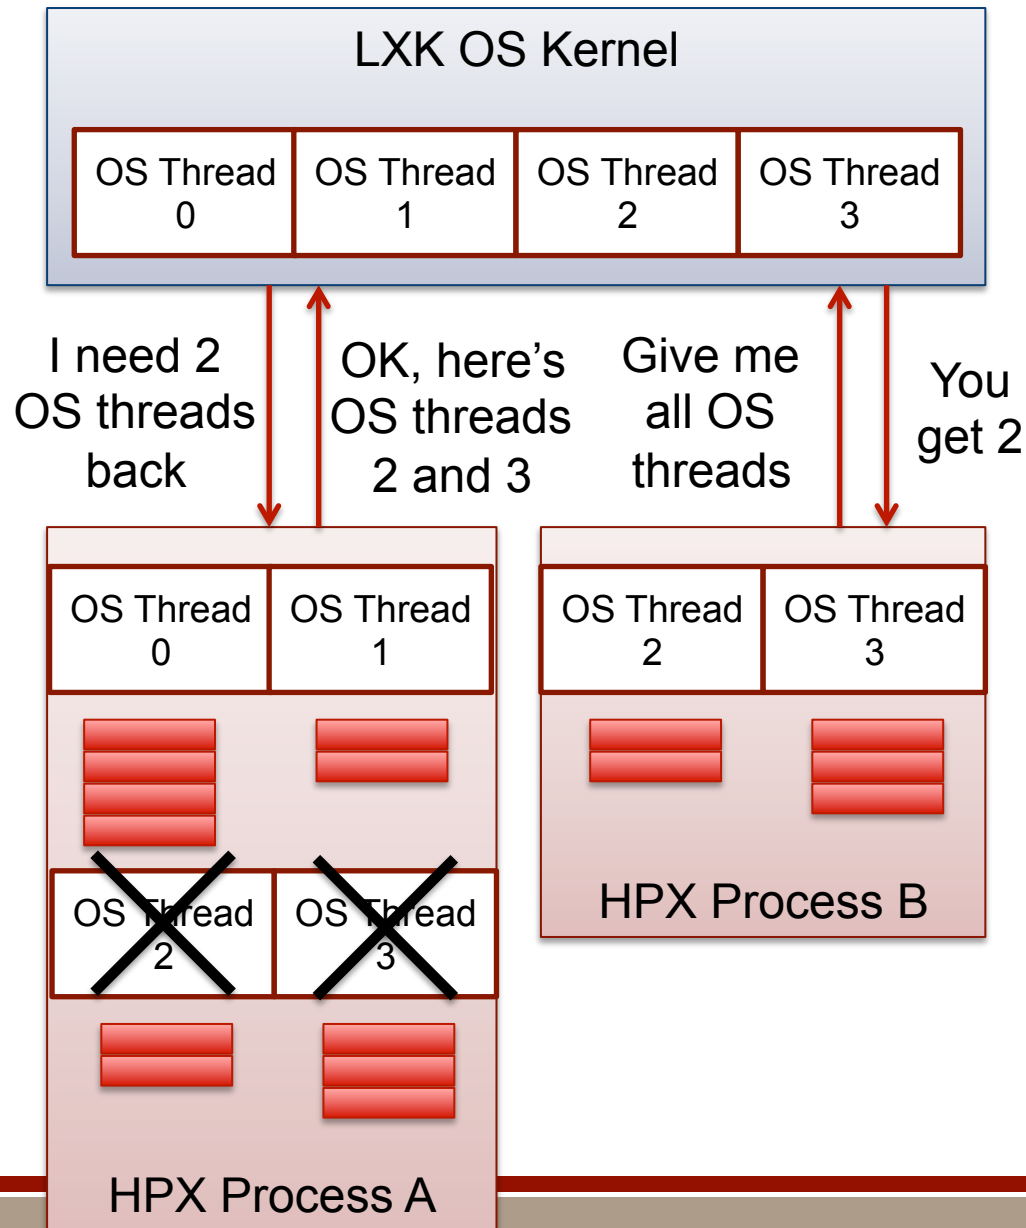 LXK OS Kernel
OS Thread
0
OS Thread
1
OS Thread
2
OS Thread
3
I need 2
OS threads
back
OK, here’s
OS threads
2 and 3
Give me
all OS
threads
You
get 2
OS Thread
0
OS Thread
1
OS Thread
2
OS Thread
3
OS Thread
2
OS Thread
3
HPX Process B
HPX Process A